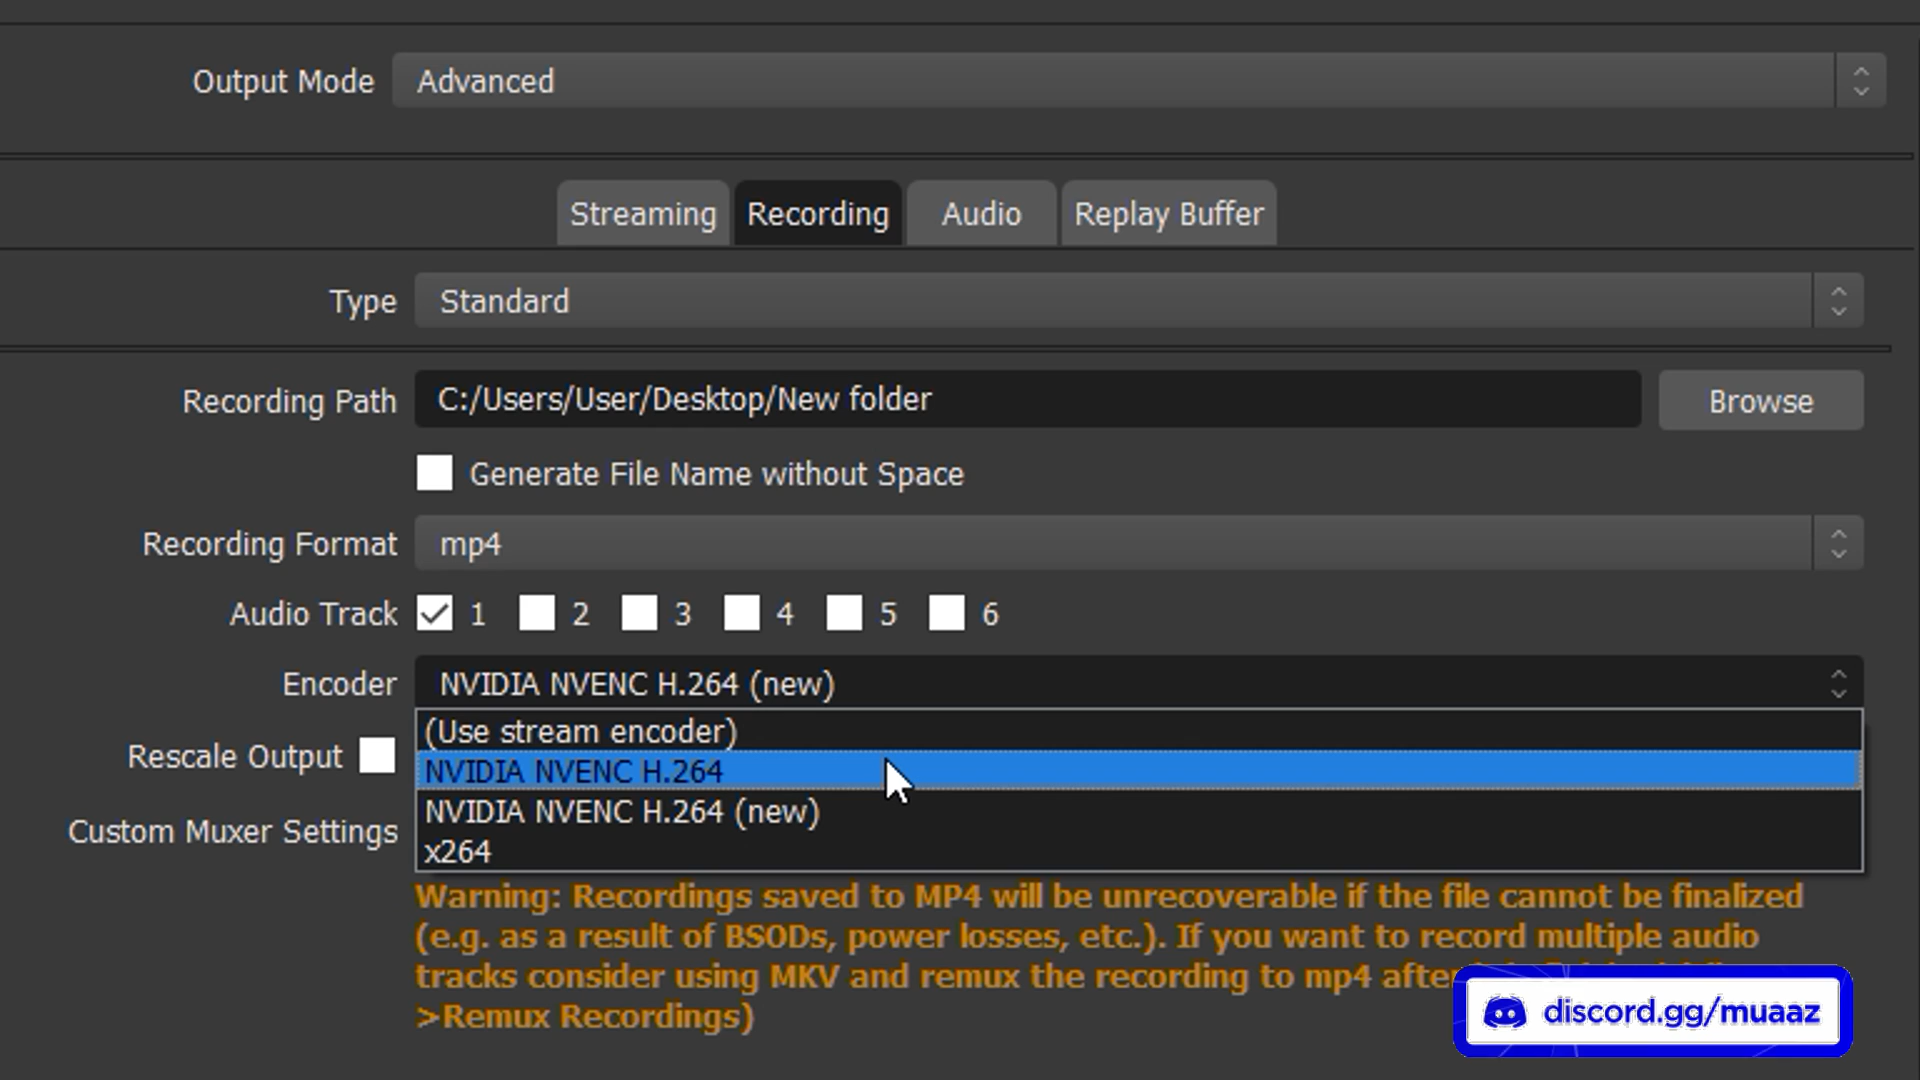 Output Mode Advanced
Streaming Recording Audio Replay Buffer
Type Standard
Recording Path C:/Users/User/Desktop/New folder Browse
Generate File Name without Space
Recording Format mp4
Audio Track 1 2 3 4 5 6
Encoder NVIDIA NVENC H.264 (new)
(Use stream encoder)
Rescale Output NVIDIA NVENC H.264
NVIDIA NVENC H.264 (new)
Custom Muxer Settings
x264
Warning: Recordings saved to MP4 will be unrecoverable if the file cannot be finalized
(e.g. as a result of BSODs, power losses, etc.). If you want to record multiple audio
tracks consider using MKV and remux the recording to mp4 after
>Remux Recordings)
discord.gg/muaaz